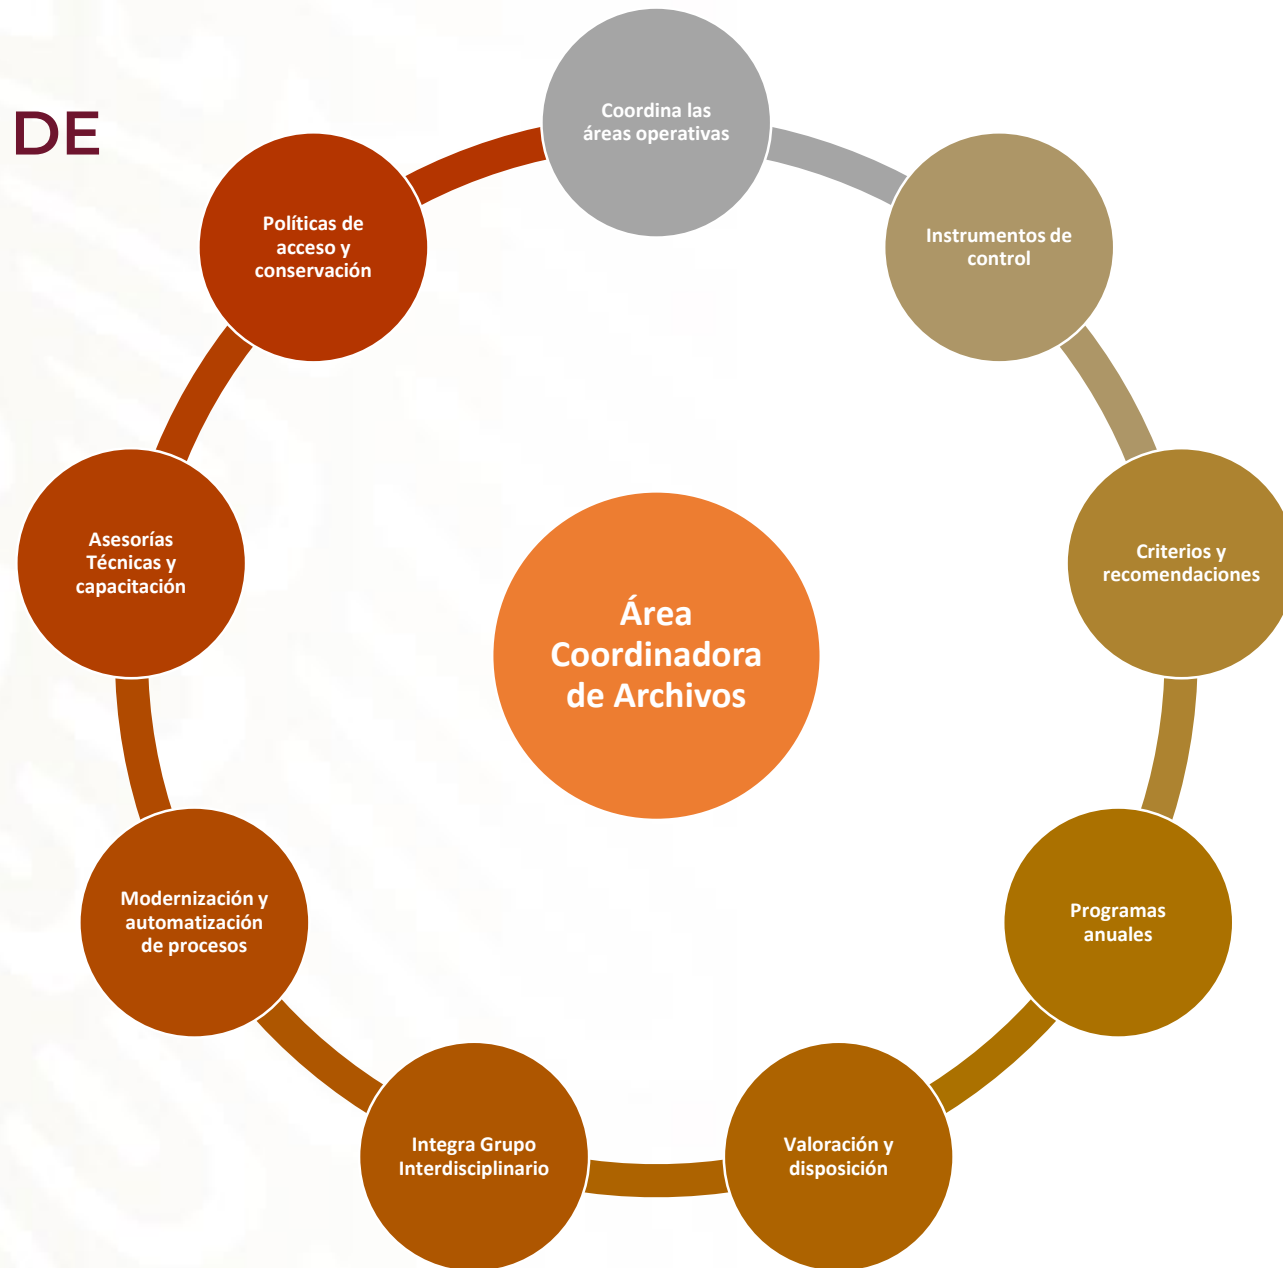 DE
Coordina las
áreas operativas
Instrumentos de
control
Criterios y
recomendaciones
Programas
anuales
Valoración y
disposición
Integra Grupo
Interdisciplinario
Modernización y
automatización
de procesos
Asesorías
Técnicas y
capacitación
Políticas de
acceso y
conservación
Área
Coordinadora
de Archivos